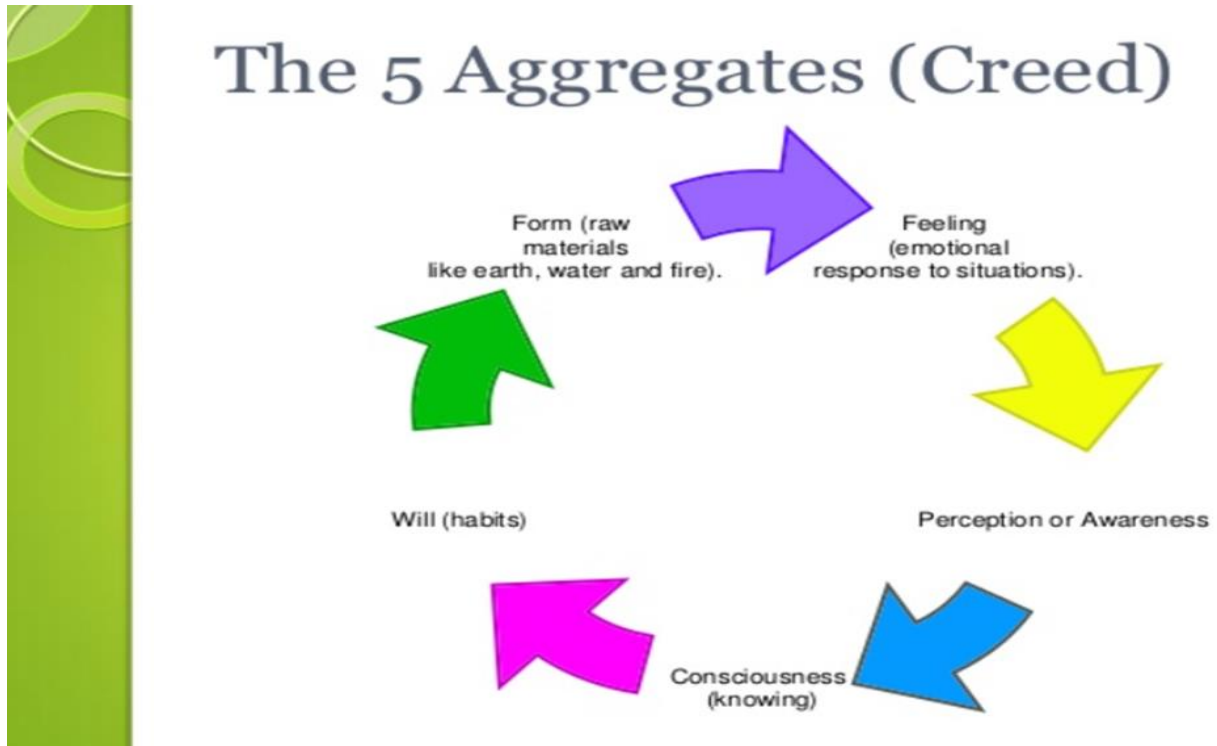 The 5 Aggregates (Creed)
Form (raw
materials
like earth, water and fire).
Feeling
(emotional
response to situations).
Perception or Awareness
Consciousness
(knowing)
Will (habits)